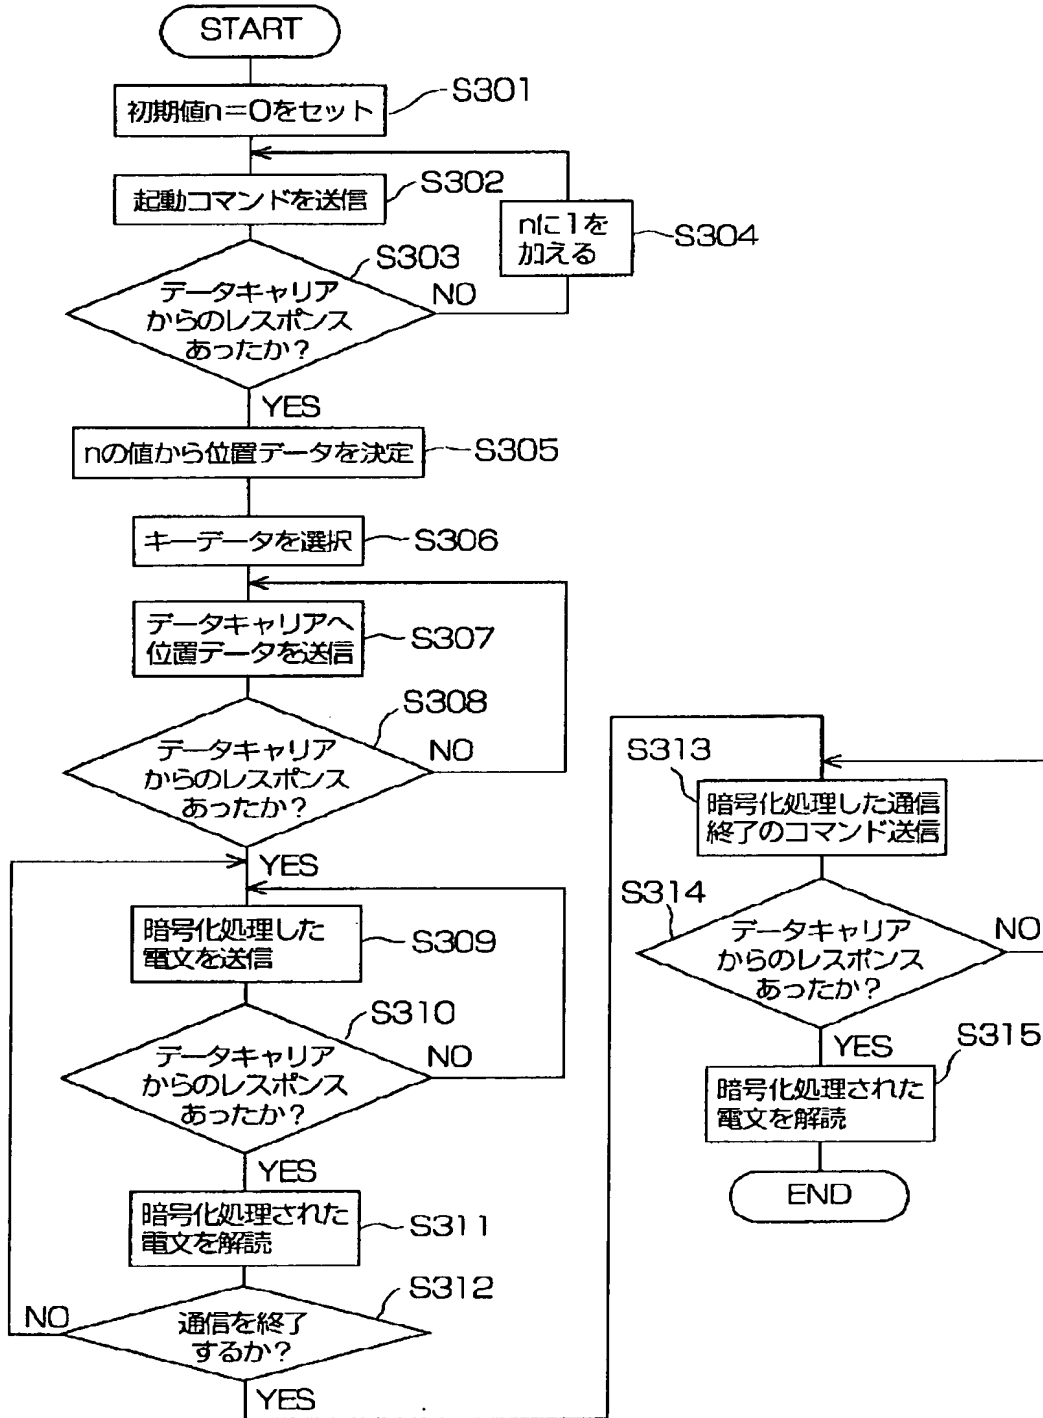 START
初期値n=0をセット
S301
起動コマンドを送信
S302
nに1を
加える
S304
S303
データキャリア
からのレスポンス
あったか?
NO
YES
nの値から位置データを決定
S305
キーデータを選択
S306
データキャリアへ
位置データを送信
S307
S308
データキャリア
からのレスポンス
あったか?
NO
YES
暗号化処理した
電文を送信
S309
S310
データキャリア
からのレスポンス
あったか?
NO
YES
暗号化処理された
電文を解読
S311
S312
通信を終了
するか?
NO
YES
S313
暗号化処理した通信
終了のコマンド送信
S314
データキャリア
からのレスポンス
あったか?
NO
YES
S315
暗号化処理された
電文を解読
END